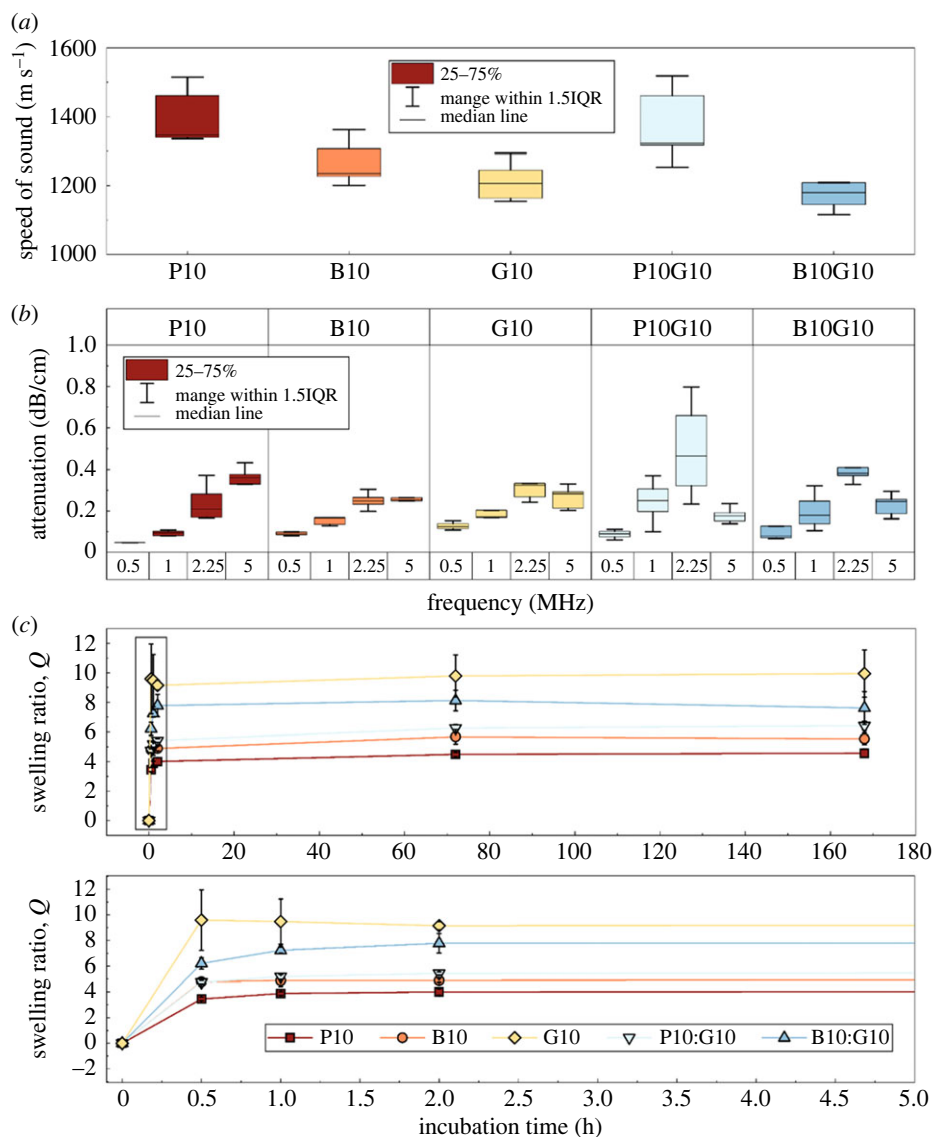 (a)
1600
1400
1200
1000
speed of sound (m s−1)
25–75%
mange within 1.5IQR
median line
P10 B10 G10 P10G10 B10G10
(b)
P10 B10 G10 P10G10 B10G10
1.0
0.8
0.6
0.4
0.2
0
attenuation (dB/cm)
25–75%
mange within 1.5IQR
median line
0.5 1 2.25 5 0.5 1 2.25 5 0.5 1 2.25 5 0.5 1 2.25 5 0.5 1 2.25 5
frequency (MHz)
(c)
12
10
8
6
4
2
0
swelling ratio, Q
0 20 40 60 80 100 120 140 160 180
12
10
8
6
4
2
0
−2
swelling ratio, Q
P10 B10 G10 P10:G10 B10:G10
0 0.5 1.0 1.5 2.0 2.5 3.0 3.5 4.0 4.5 5.0
incubation time (h)